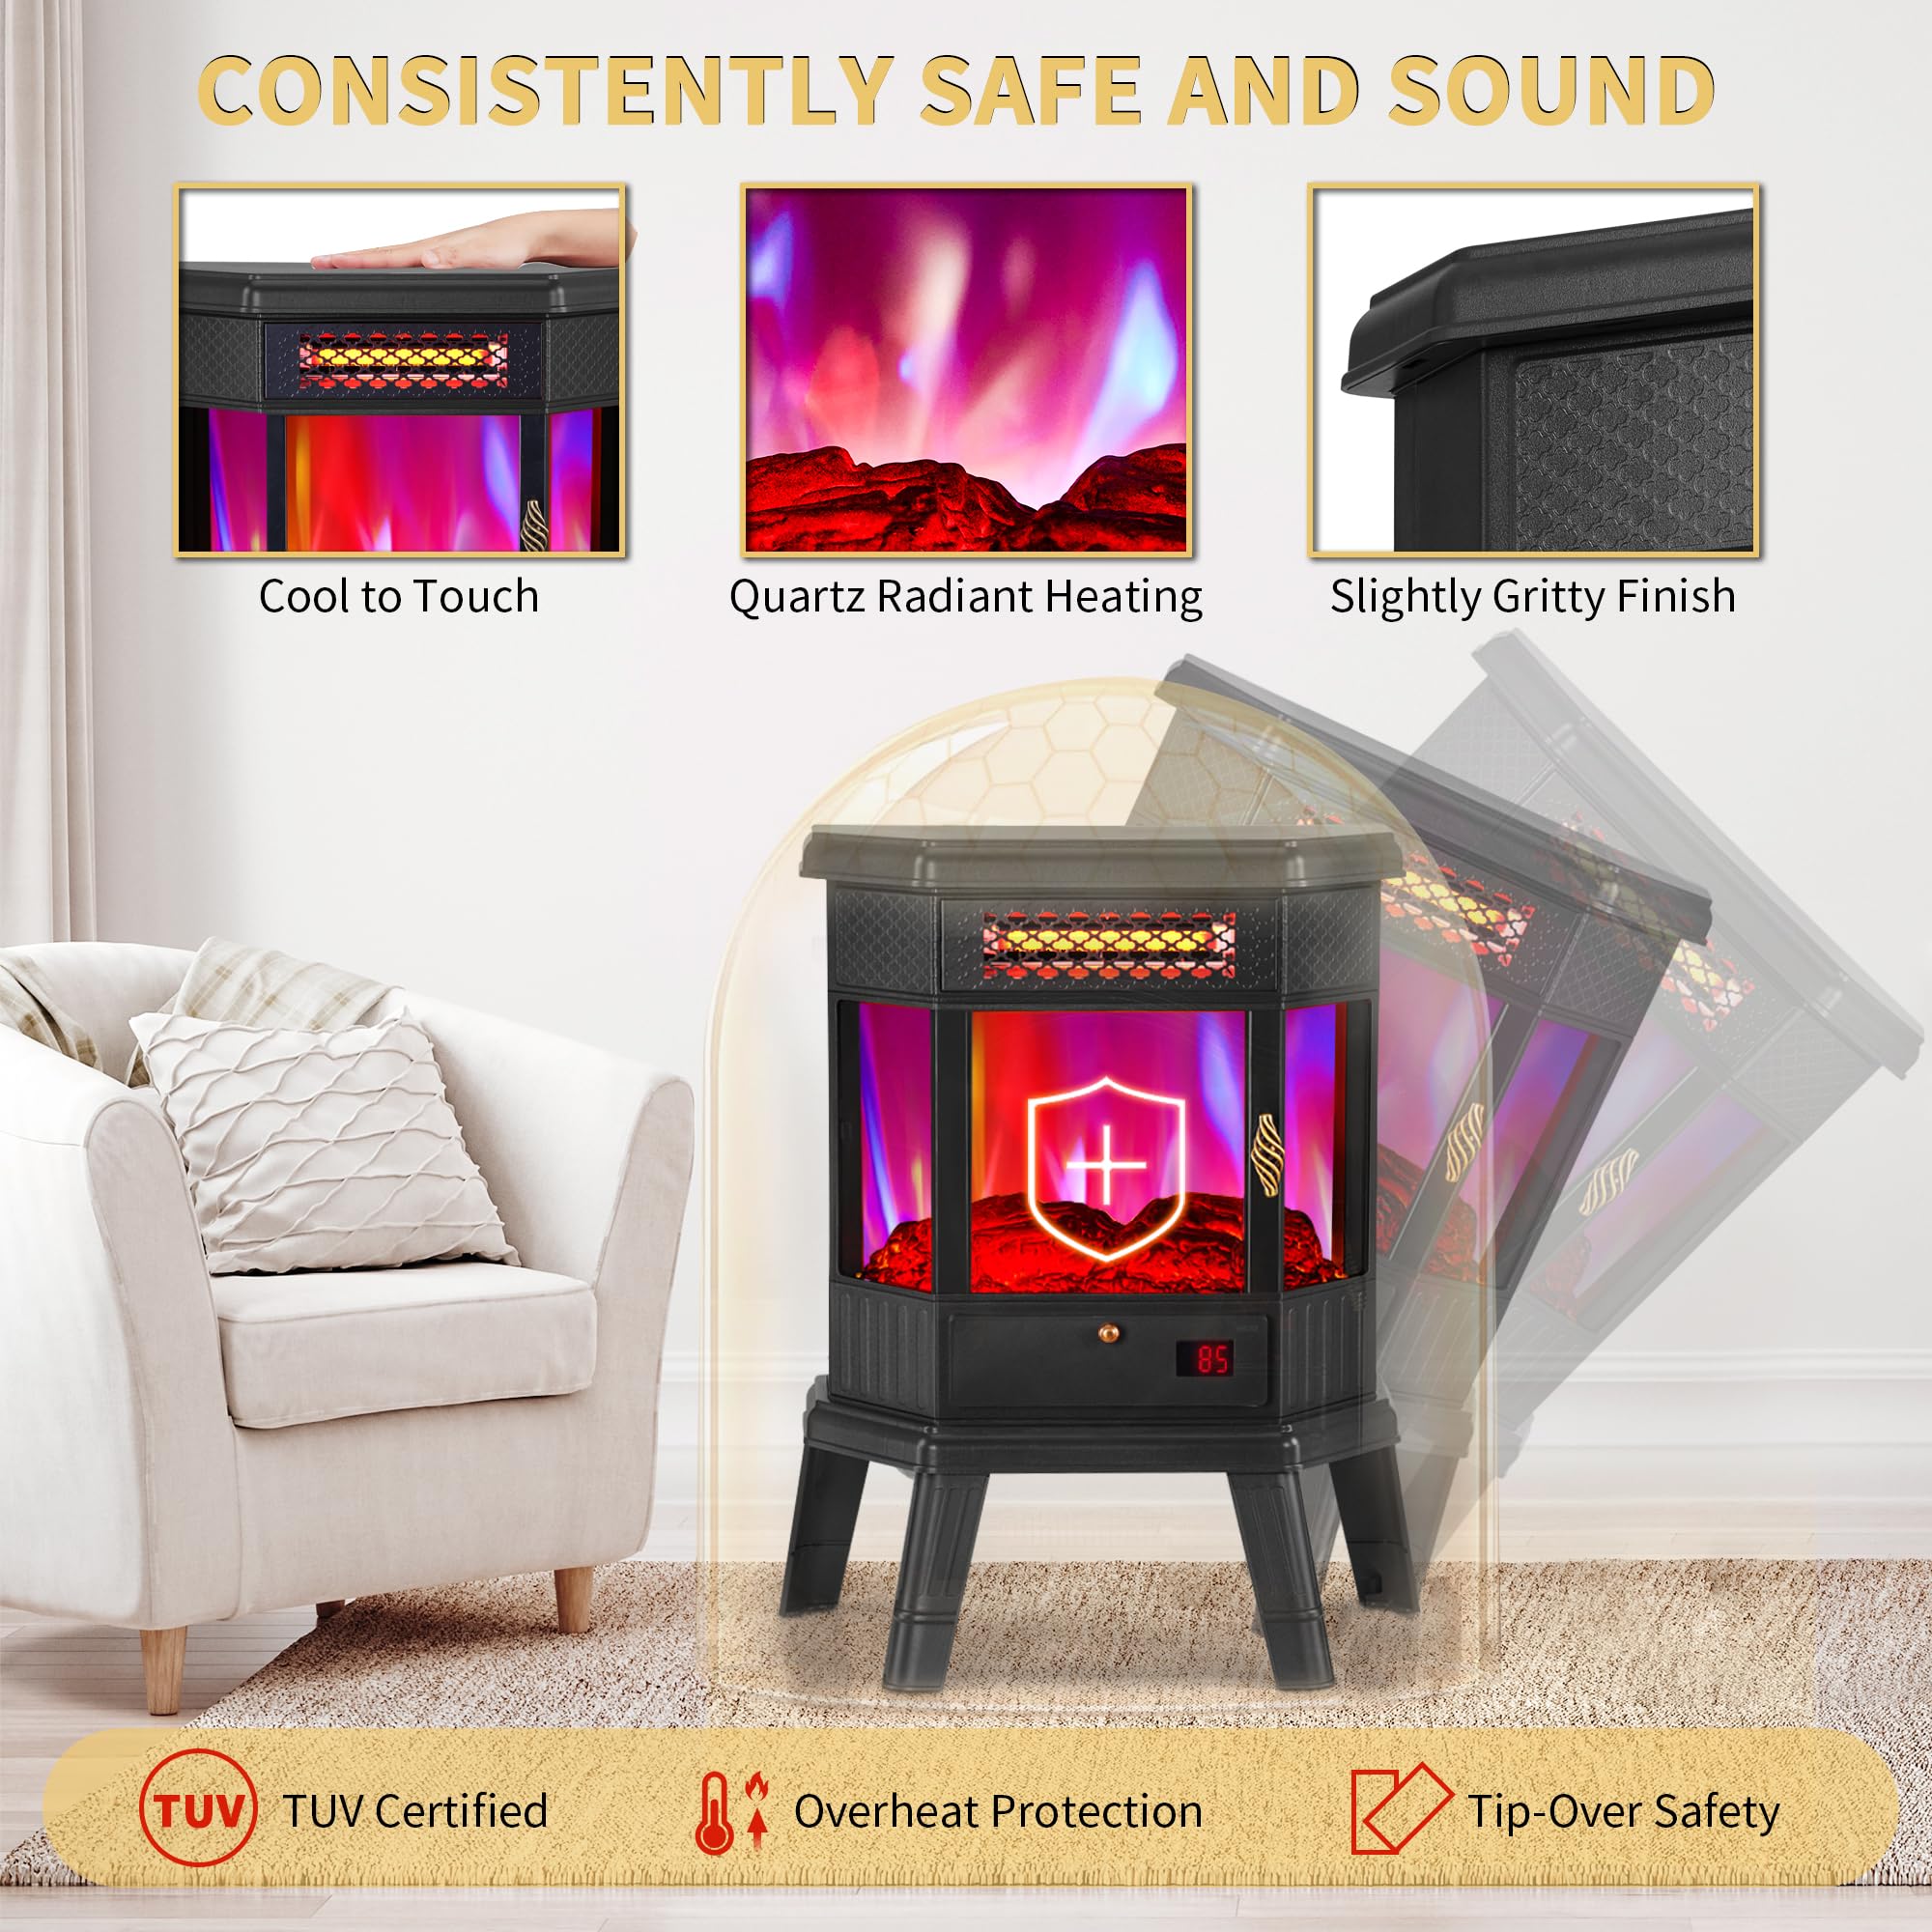 CONSISTENTLY SAFE AND SOUND
Cool to Touch
Quartz Radiant Heating
Slightly Gritty Finish
85
TUV
TUV Certified
Overheat Protection
Tip-Over Safety